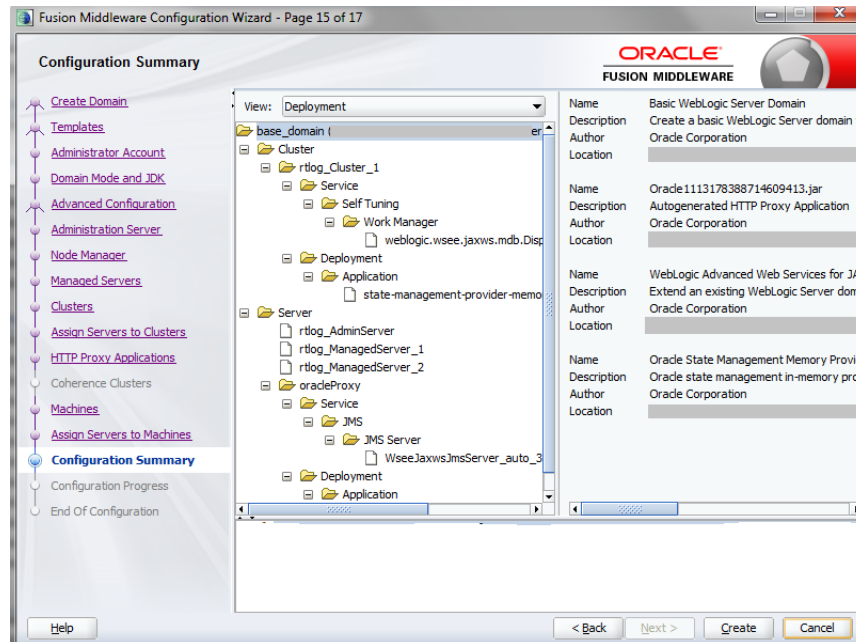 Fusion Middleware Configuration Wizard - Page 15 of 17
Configuration Summary
ORACLE
FUSION MIDDLEWARE
Create Domain
Templates
Administrator Account
Domain Mode and JDK
Advanced Configuration
Administration Server
Node Manager
Managed Servers
Clusters
Assign Servers to Clusters
HTTP Proxy Applications
Coherence Clusters
Machines
Assign Servers to Machines
Configuration Summary
Configuration Progress
End Of Configuration
View: Deployment
base_domain ( er
Cluster
rtlog_Cluster_1
Service
Self Tuning
Work Manager
weblogic.wsee.jaxws.mdb.Disp
Deployment
Application
state-management-provider-memo
Server
rtlog_AdminServer
rtlog_ManagedServer_1
rtlog_ManagedServer_2
oracleProxy
Service
JMS
JMS Server
WseeJaxwsJmsServer_auto_3
Deployment
Application
Name Basic WebLogic Server Domain
Description Create a basic WebLogic Server domain
Author Oracle Corporation
Location
Name Oracle1113178388714609413.jar
Description Autogenerated HTTP Proxy Application
Author Oracle Corporation
Location
Name WebLogic Advanced Web Services for JA
Description Extend an existing WebLogic Server dom
Author Oracle Corporation
Location
Name Oracle State Management Memory Provi
Description Oracle state management in-memory pro
Author Oracle Corporation
Location
Help
< Back
Next >
Create
Cancel